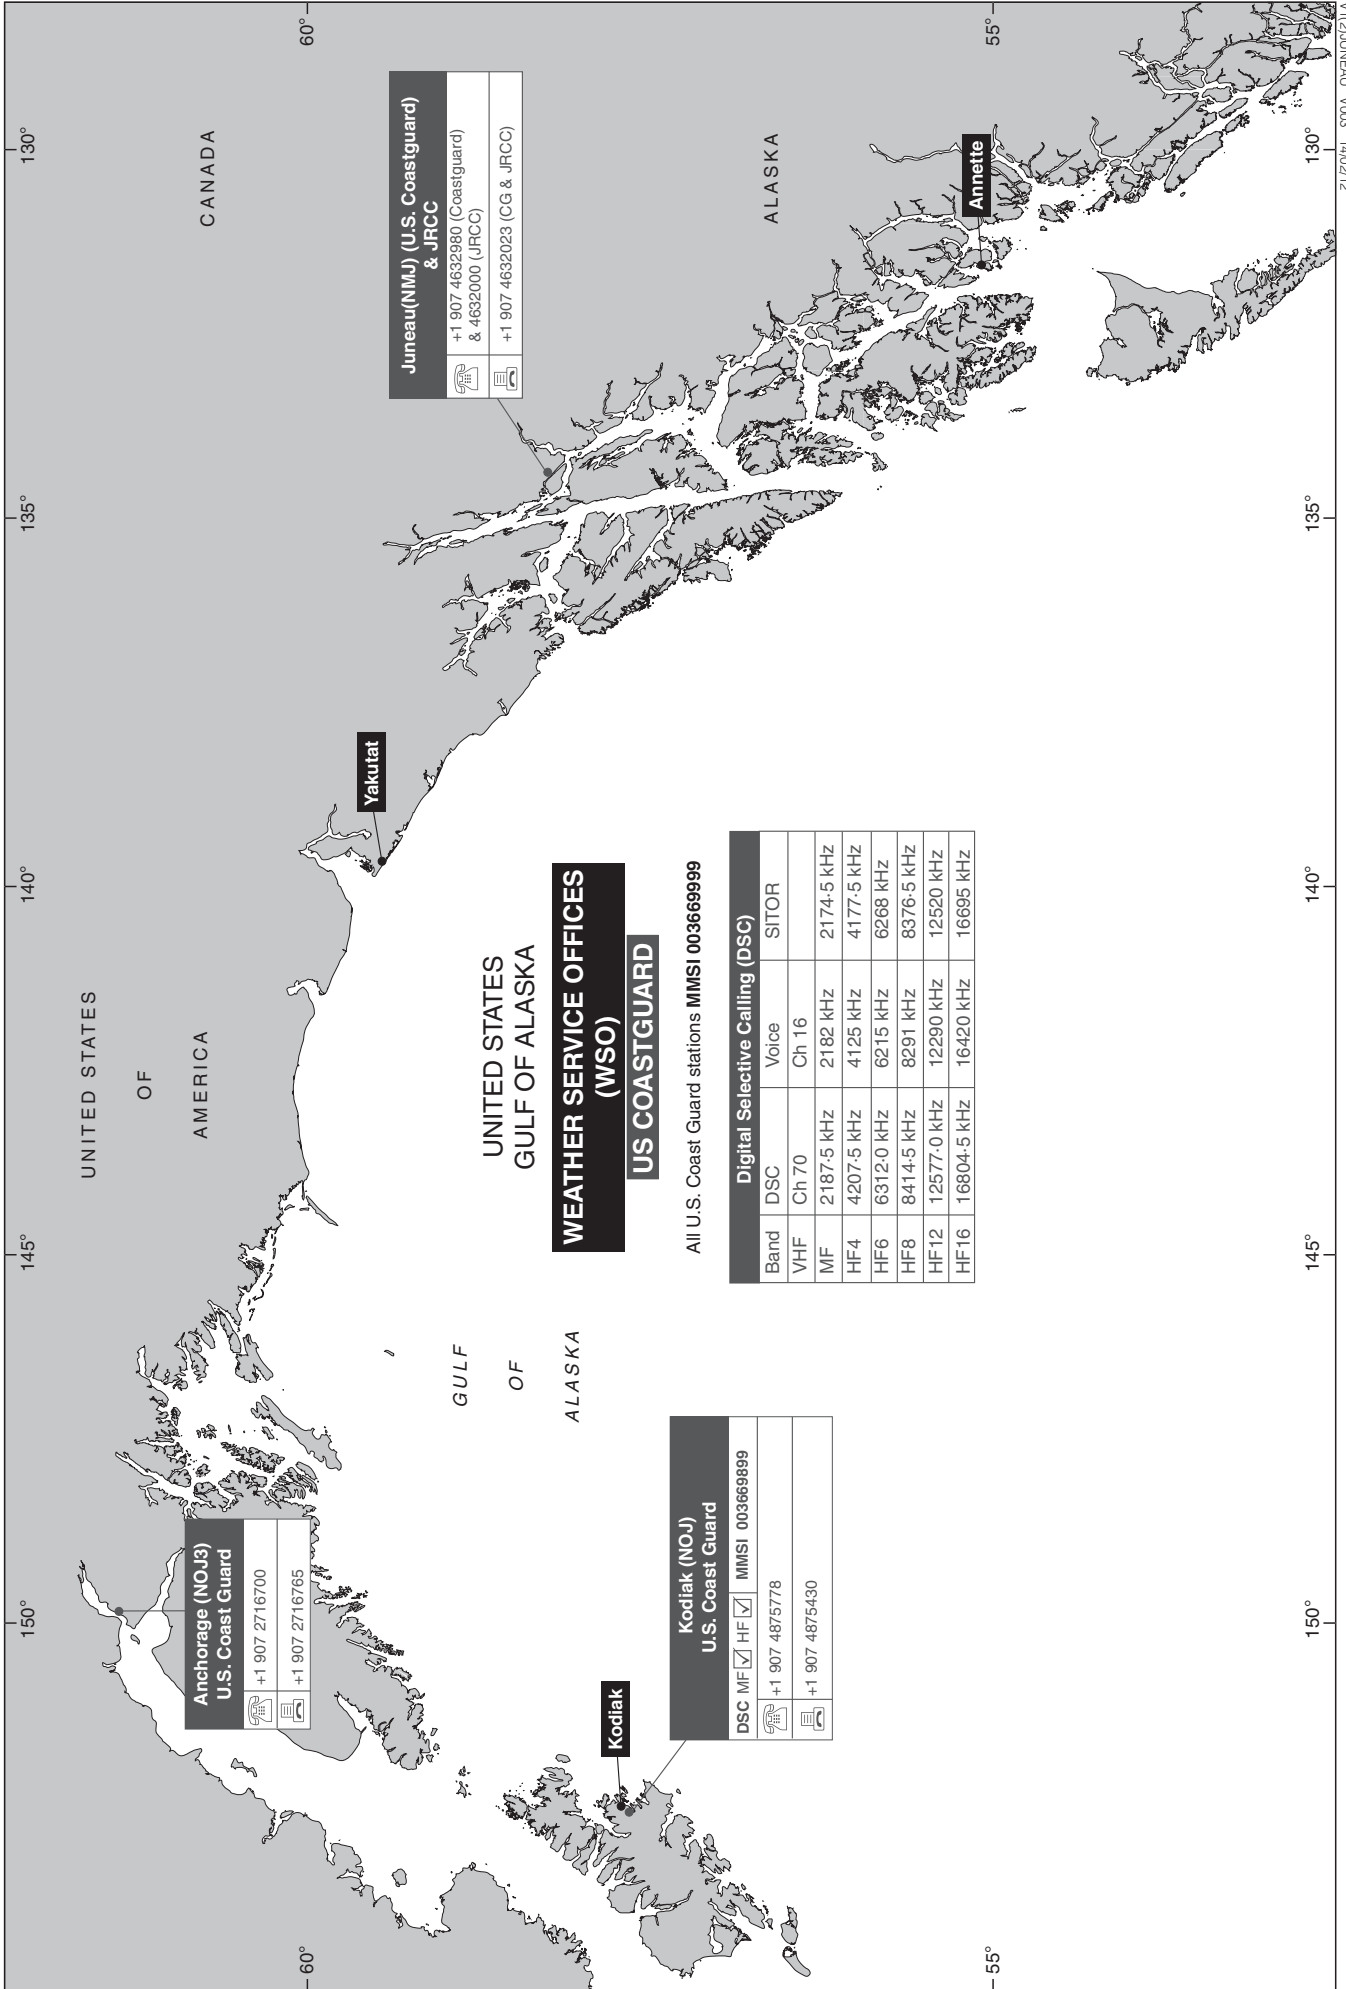 145°
140°
135°
130°
150°
60°
60°
55°
55°
150°
145°
140°
135°
130°
UNITED STATES
OF
AMERICA
CANADA
ALASKA
Anchorage (NOJ3)
U.S. Coast Guard
+1 907 2716700
+1 907 2716765
Yakutat
Juneau(NMJ) (U.S. Coastguard)
& JRCC
+1 907 4632980 (Coastguard)
& 4632000 (JRCC)
+1 907 4632023 (CG & JRCC)
Annette
GULF
OF
ALASKA
Kodiak
Kodiak (NOJ)
U.S. Coast Guard
DSC MF ☑ HF ☑ MMSI 003669899
+1 907 4875778
+1 907 4875430
UNITED STATES
GULF OF ALASKA
WEATHER SERVICE OFFICES
(WSO)
US COASTGUARD
All U.S. Coast Guard stations MMSI 003669999
Digital Selective Calling (DSC)
Band DSC Voice SITOR
VHF Ch 70 Ch 16
MF 2187·5 kHz 2182 kHz 2174·5 kHz
HF4 4207·5 kHz 4125 kHz 4177·5 kHz
HF6 6312·0 kHz 6215 kHz 6268 kHz
HF8 8414·5 kHz 8291 kHz 8376·5 kHz
HF12 12577·0 kHz 12290 kHz 12520 kHz
HF16 16804·5 kHz 16420 kHz 16695 kHz